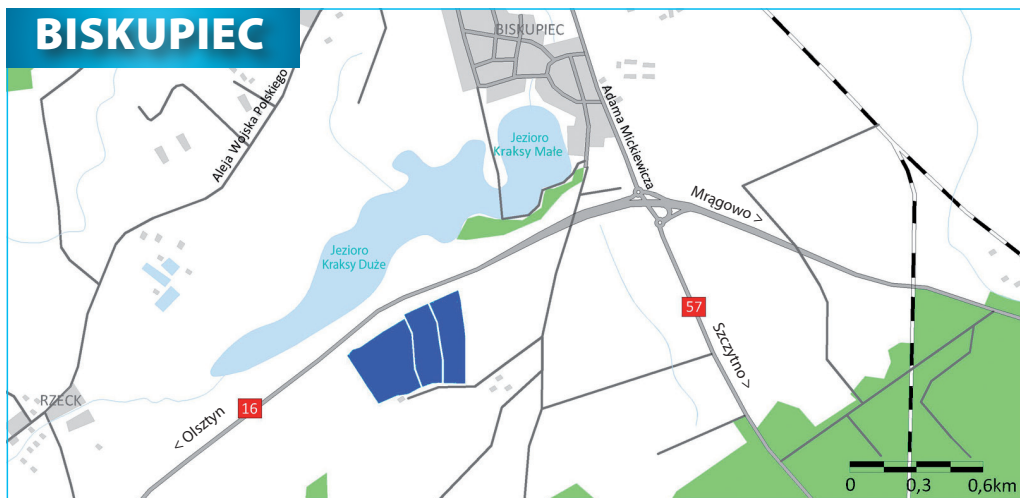 BISKUPIEC
BISKUPIEC
Aleja Wojska Polskiego
Adama Mickiewicza
Jezioro
Kraksy Małe
Mrągowo >
Jezioro
Kraksy Duże
57
Szczytno >
RZECK
16
< Olsztyn
0 0,3 0,6km